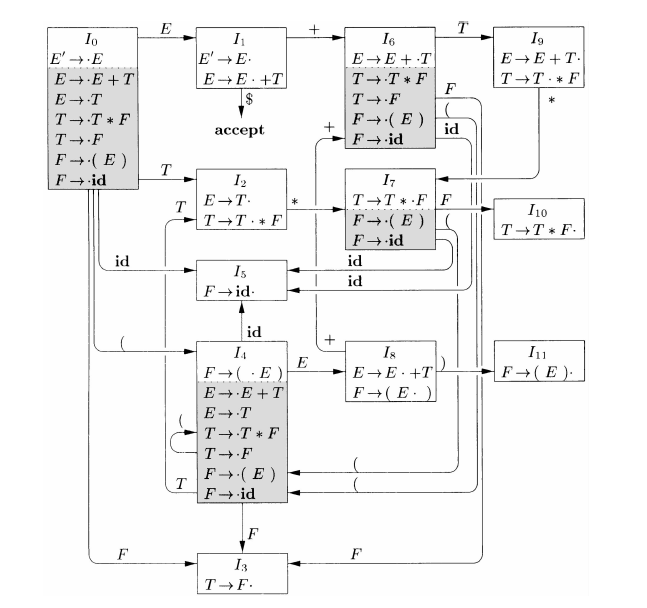 I₀
E′ → ·E
E → ·E + T
E → ·T
T → ·T * F
T → ·F
F → ·( E )
F → ·id
E
I₁
E′ → E·
E → E · +T
$
accept
+
I₆
E → E + ·T
T → ·T * F
T → ·F
F → ·( E )
F → ·id
T
I₉
E → E + T·
T → T · * F
*
F
(
id
+
T
I₂
E → T·
T → T · * F
T
*
I₇
T → T * ·F
F → ·( E )
F → ·id
F
(
I₁₀
T → T * F·
id
I₅
F → id·
id
id
id
(
I₄
F → ( · E )
E → ·E + T
E → ·T
T → ·T * F
T → ·F
F → ·( E )
F → ·id
(
T
E
+
I₈
E → E · +T
F → ( E · )
)
I₁₁
F → ( E )·
(
(
F
F
I₃
T → F·
F